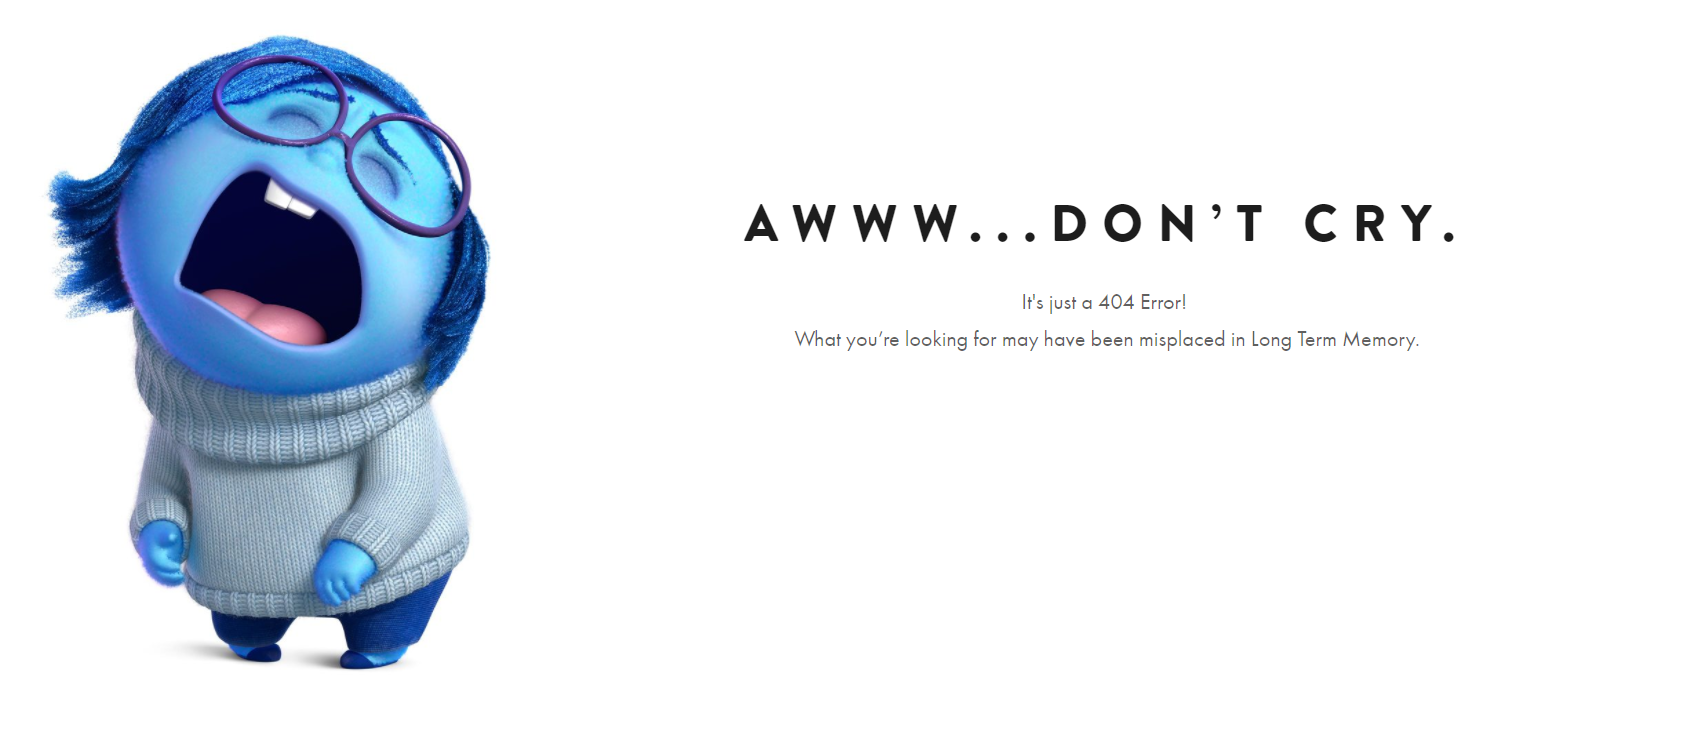 AWWW...DON’T CRY.
It's just a 404 Error!
What you’re looking for may have been misplaced in Long Term Memory.